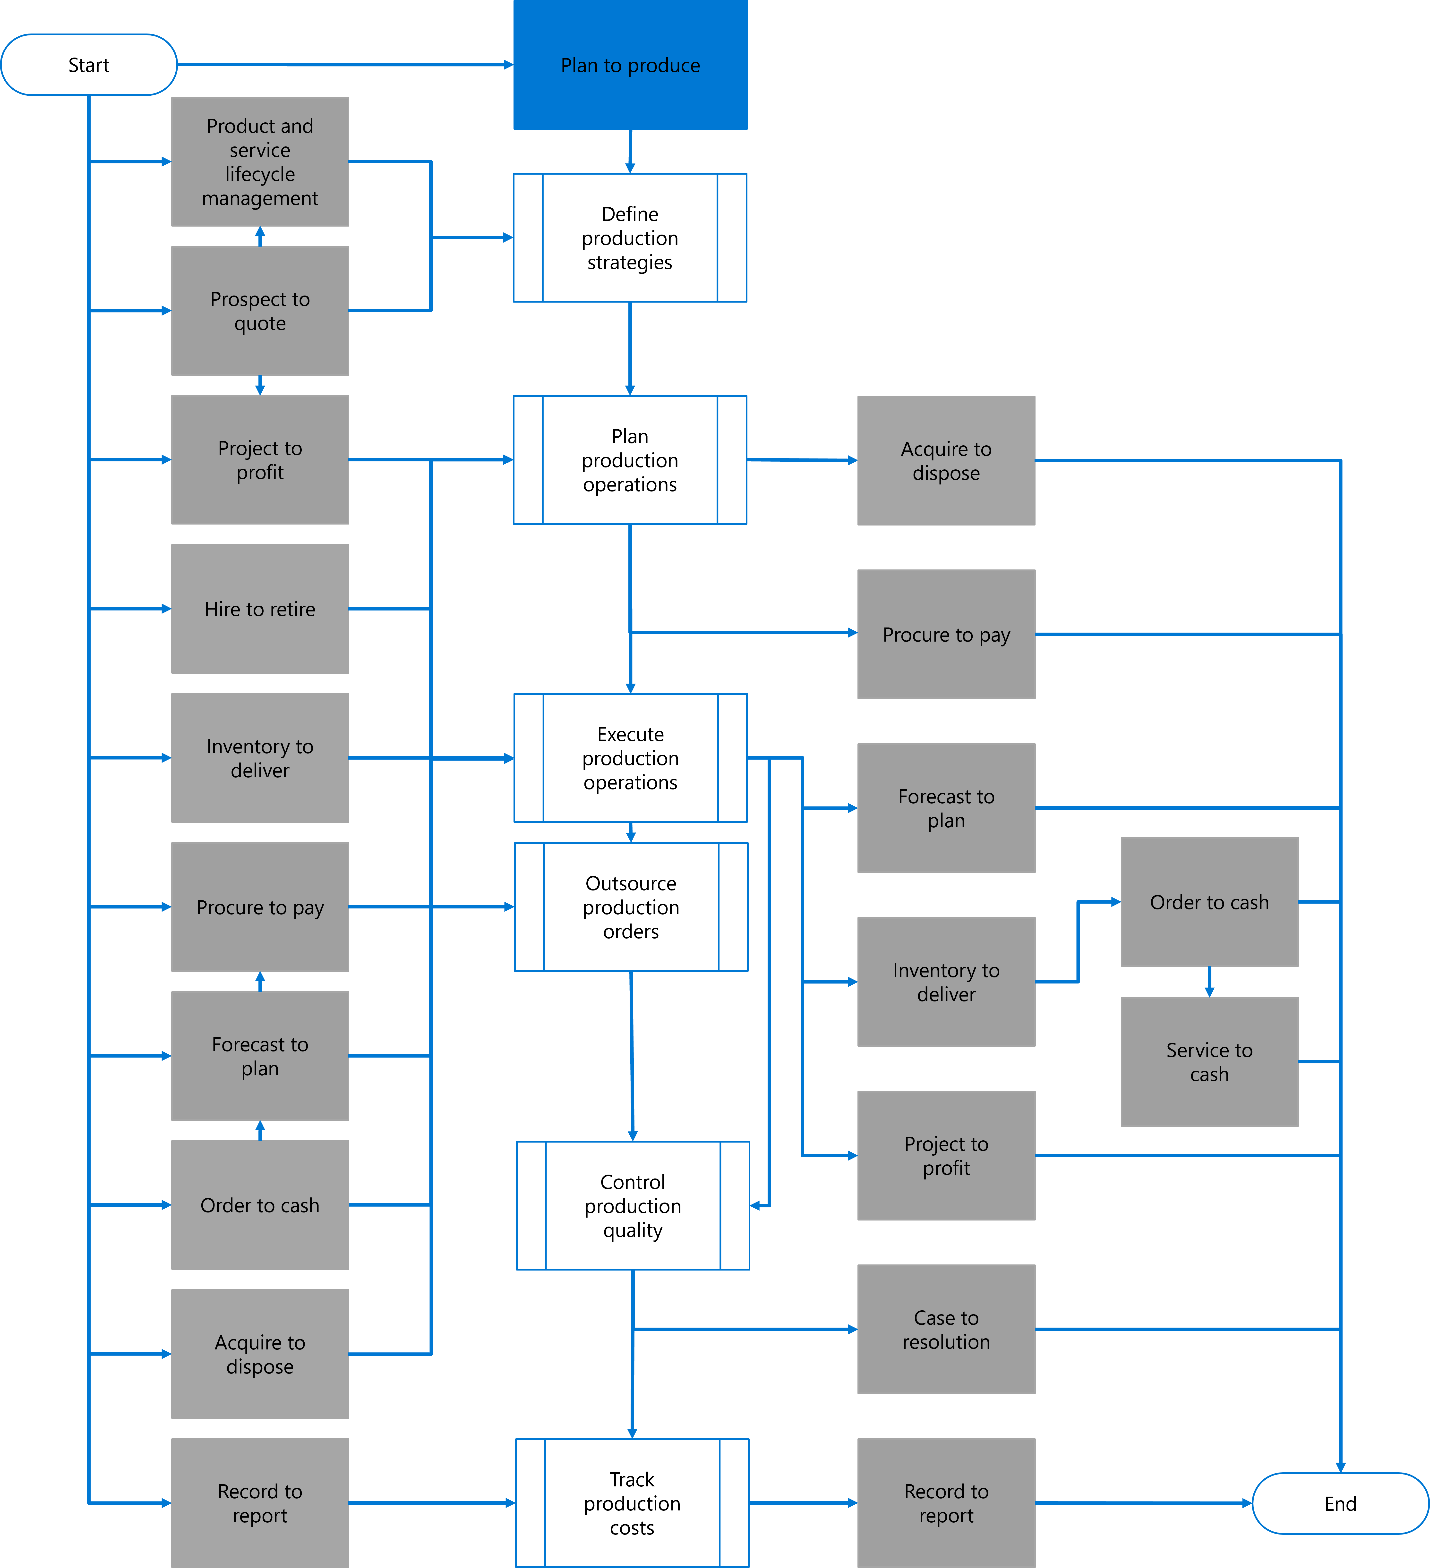 Start
Plan to produce
Product and
service
lifecycle
management
Define
production
strategies
Prospect to
quote
Project to
profit
Plan
production
operations
Acquire to
dispose
Hire to retire
Procure to pay
Inventory to
deliver
Execute
production
operations
Forecast to
plan
Procure to pay
Outsource
production
orders
Order to cash
Inventory to
deliver
Forecast to
plan
Service to
cash
Project to
profit
Order to cash
Control
production
quality
Acquire to
dispose
Case to
resolution
Record to
report
Track
production
costs
Record to
report
End